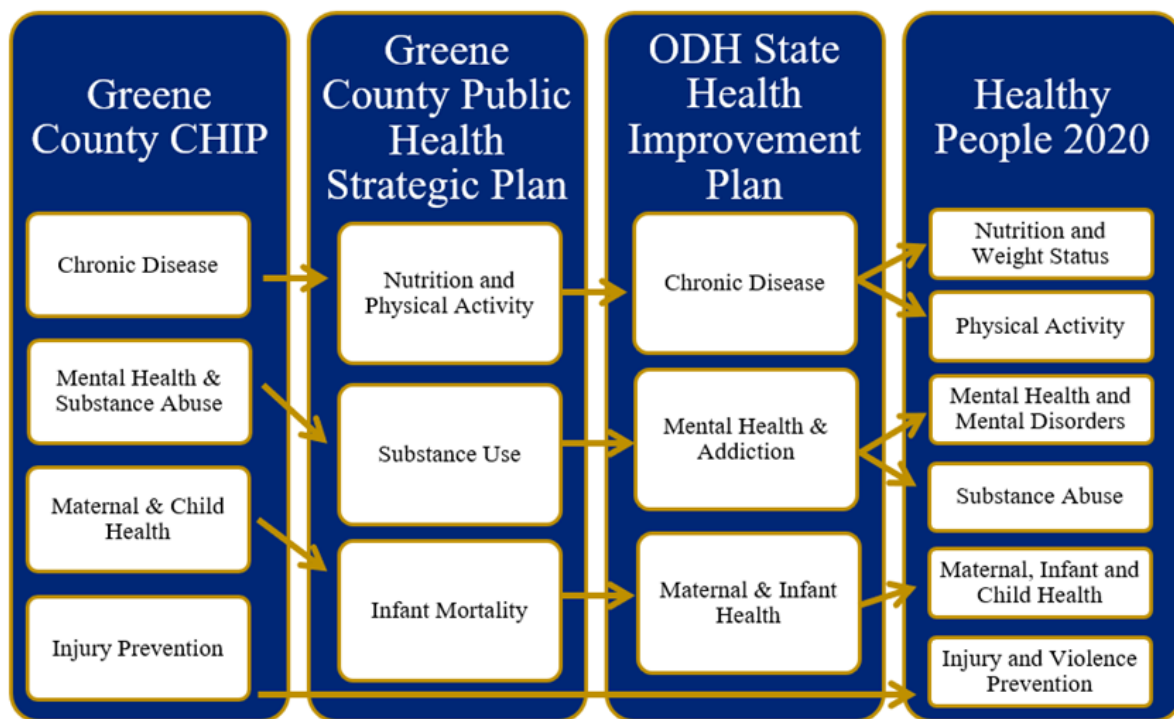 Greene
County CHIP
Chronic Disease
Mental Health &
Substance Abuse
Maternal & Child
Health
Injury Prevention
Greene
County Public
Health
Strategic Plan
Nutrition and
Physical Activity
Substance Use
Infant Mortality
ODH State
Health
Improvement
Plan
Chronic Disease
Mental Health &
Addiction
Maternal & Infant
Health
Healthy
People 2020
Nutrition and
Weight Status
Physical Activity
Mental Health and
Mental Disorders
Substance Abuse
Maternal, Infant and
Child Health
Injury and Violence
Prevention